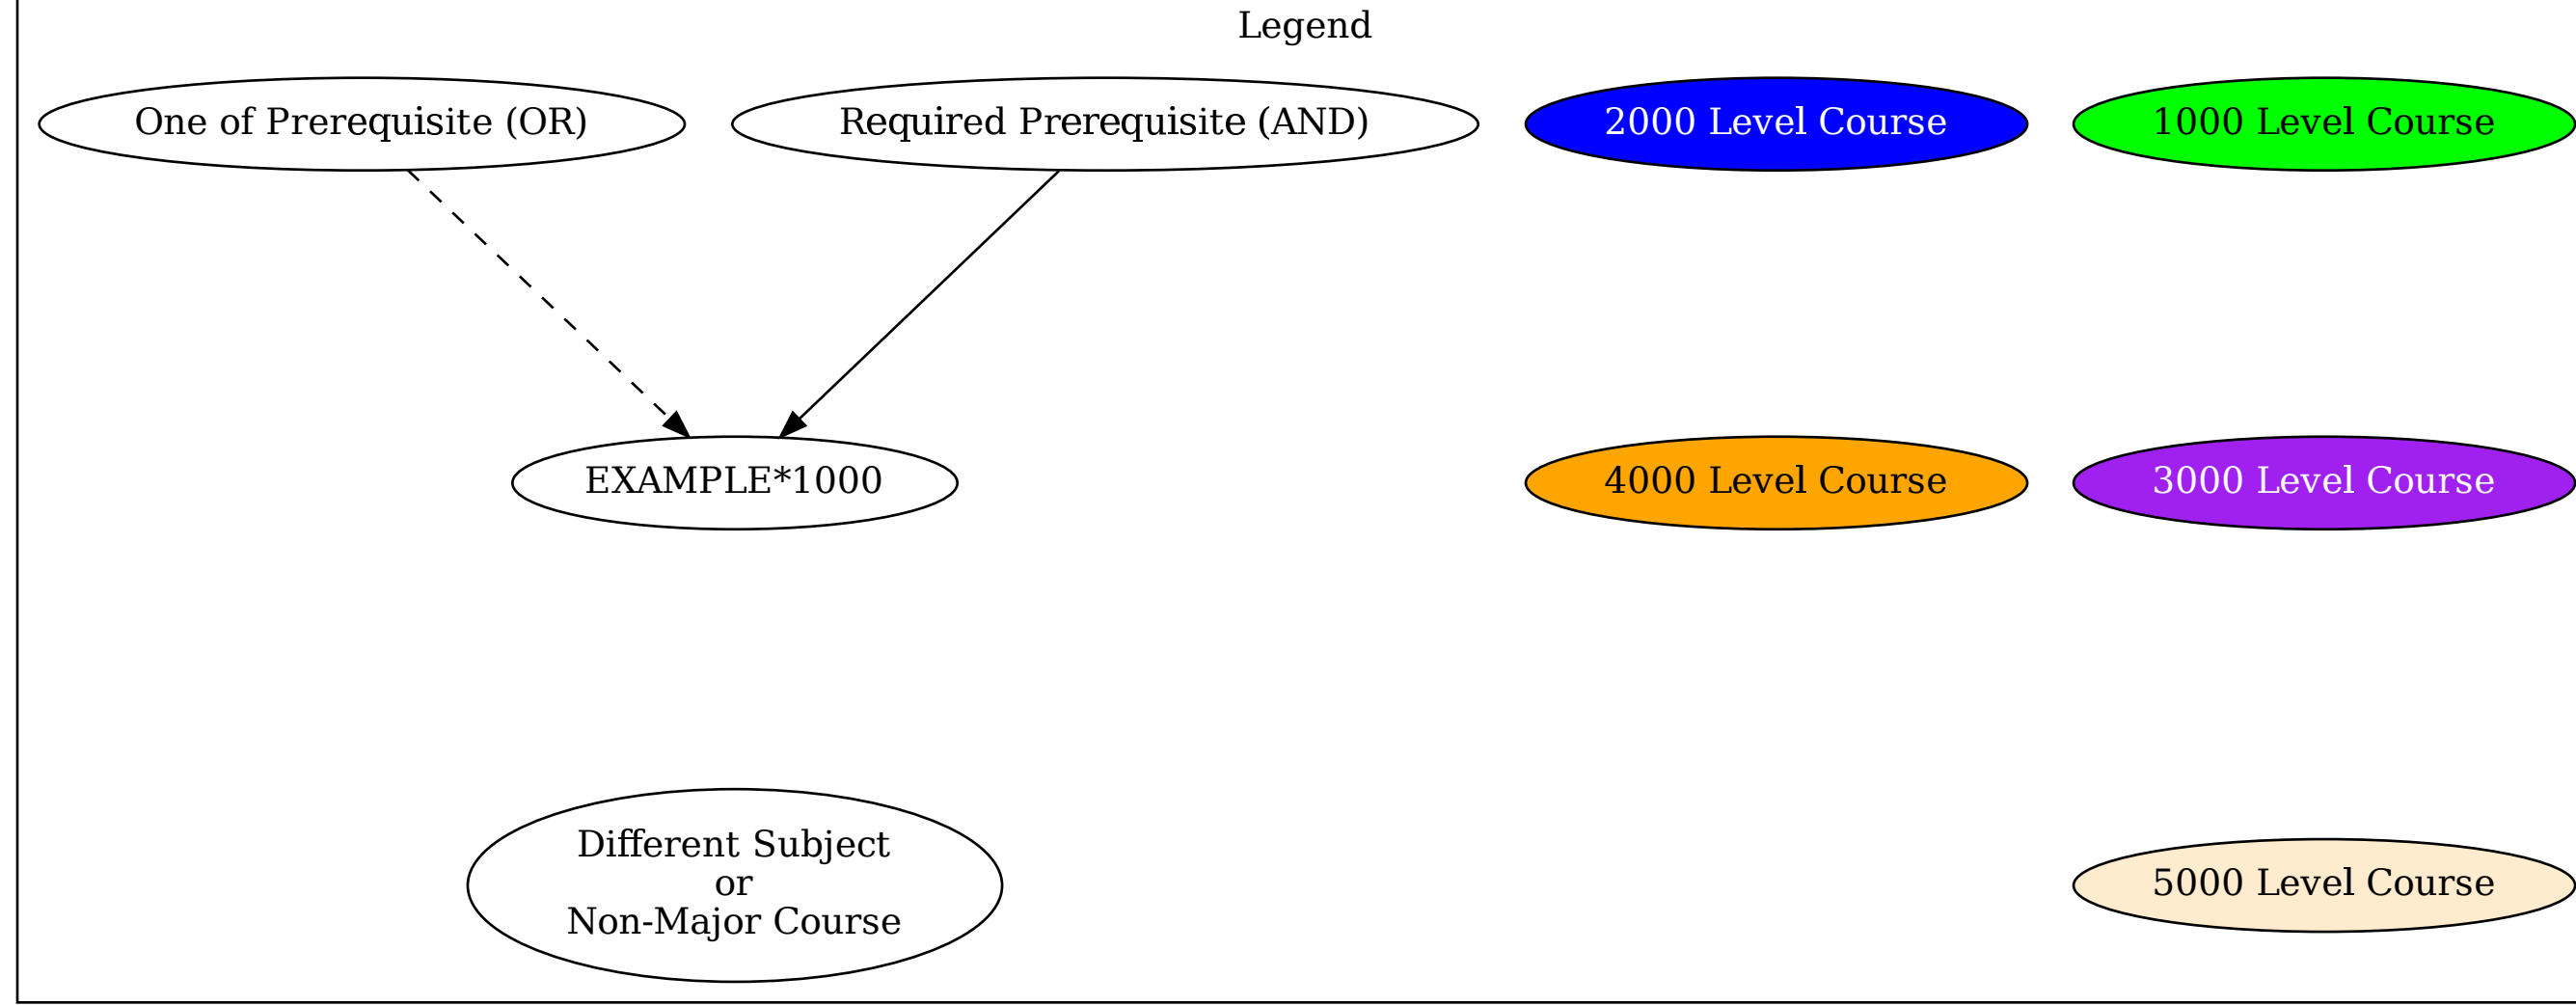 Legend
One of Prerequisite (OR)
Required Prerequisite (AND)
2000 Level Course
1000 Level Course
EXAMPLE*1000
4000 Level Course
3000 Level Course
Different Subject
or
Non-Major Course
5000 Level Course